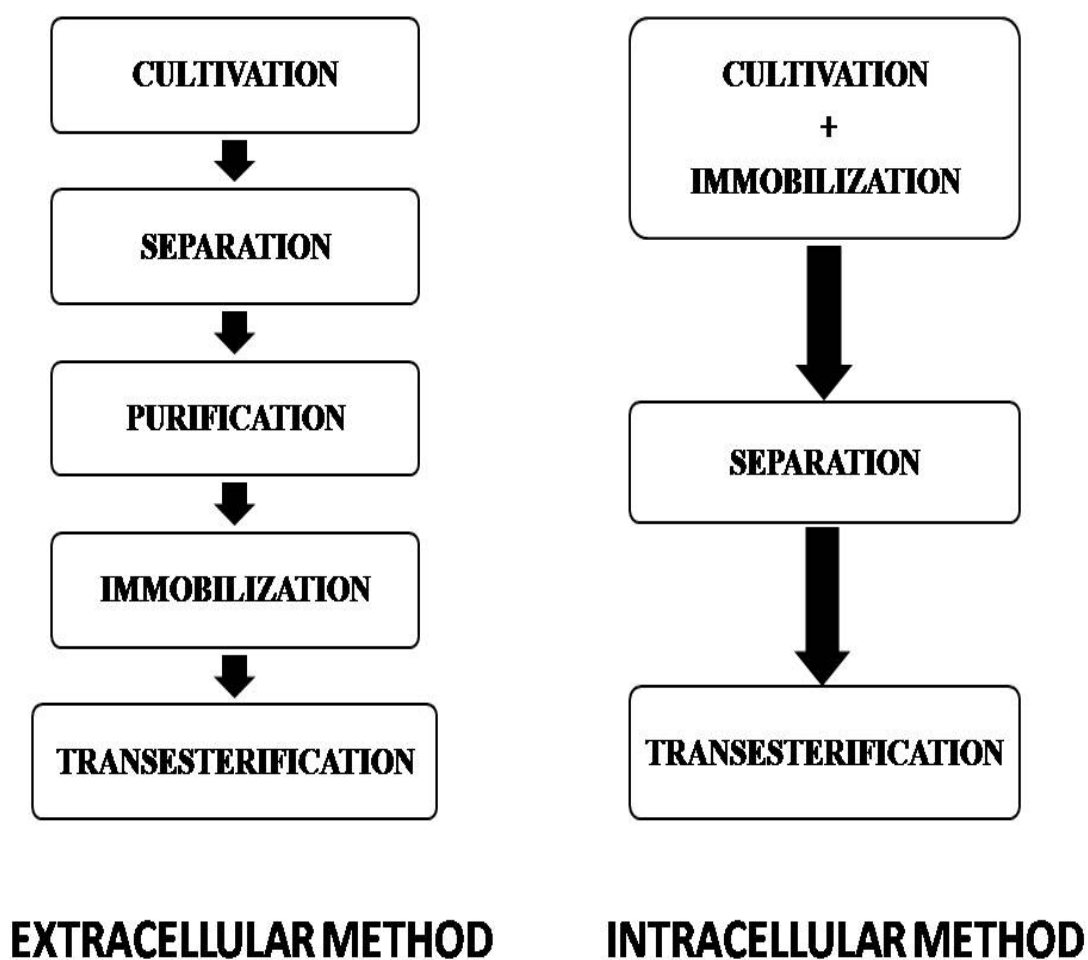 CULTIVATION
SEPARATION
PURIFICATION
IMMOBILIZATION
TRANSESTERIFICATION
EXTRACELLULAR METHOD
CULTIVATION
+
IMMOBILIZATION
SEPARATION
TRANSESTERIFICATION
INTRACELLULAR METHOD